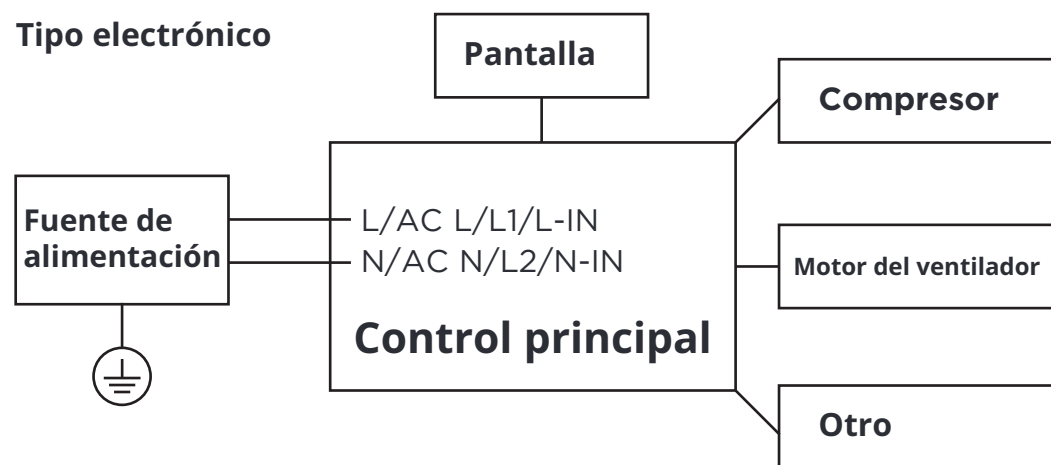 Tipo electrónico
Pantalla
Compresor
Fuente de
alimentación
L/AC L/L1/L-IN
N/AC N/L2/N-IN
Motor del ventilador
Control principal
Otro